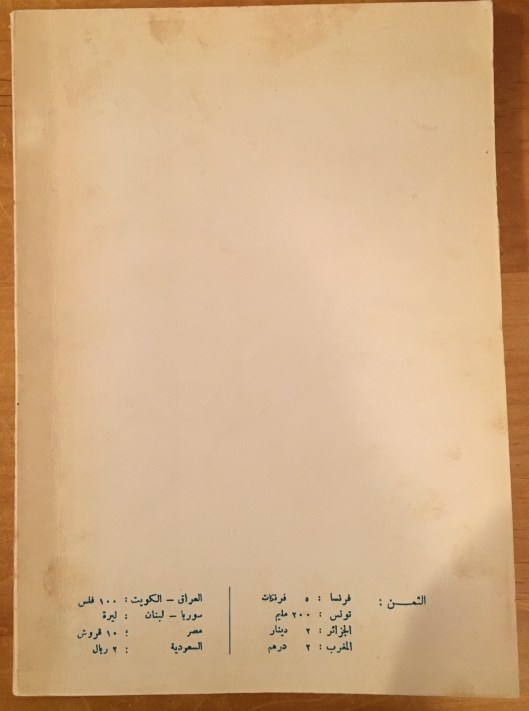 الثمن : فرنسا : ٥ فرنكات
تونس : ٢٠٠ مليم
الجزائر : ٢ دينار
المغرب : ٢ درهم
العراق - الكويت : ١٠٠ فلس
سوريا - لبنان : ليرة
مصر : ١٠ قروش
السعودية : ٢ ريال